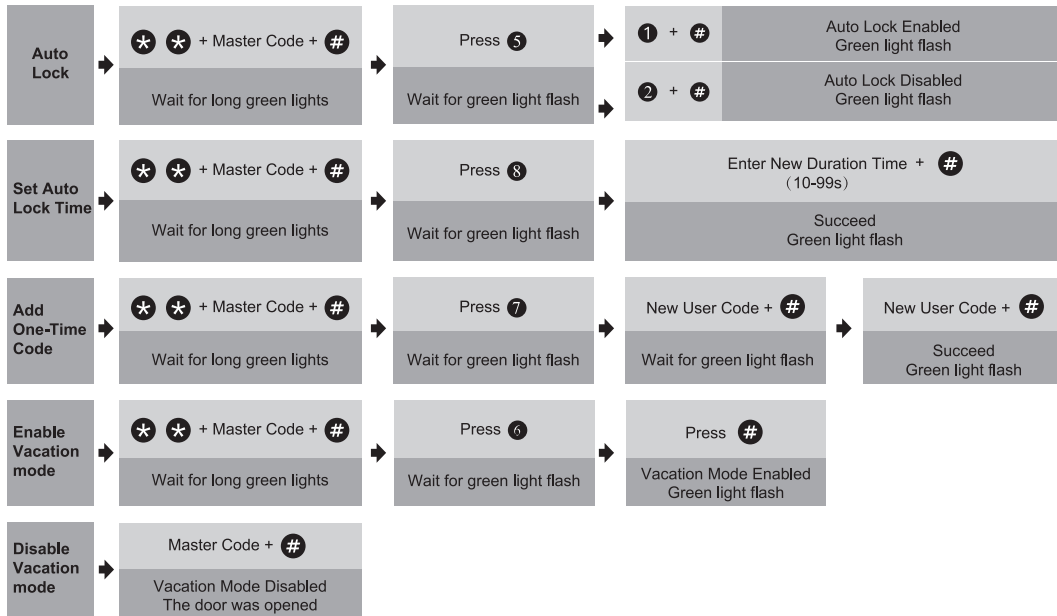 Auto
Lock
✱ ✱ + Master Code + #
Wait for long green lights
Press 5
Wait for green light flash
1 + #
Auto Lock Enabled
Green light flash
2 + #
Auto Lock Disabled
Green light flash
Set Auto
Lock Time
✱ ✱ + Master Code + #
Wait for long green lights
Press 8
Wait for green light flash
Enter New Duration Time + #
(10-99s)
Succeed
Green light flash
Add
One-Time
Code
✱ ✱ + Master Code + #
Wait for long green lights
Press 7
Wait for green light flash
New User Code + #
Wait for green light flash
New User Code + #
Succeed
Green light flash
Enable
Vacation
mode
✱ ✱ + Master Code + #
Wait for long green lights
Press 6
Wait for green light flash
Press #
Vacation Mode Enabled
Green light flash
Disable
Vacation
mode
Master Code + #
Vacation Mode Disabled
The door was opened